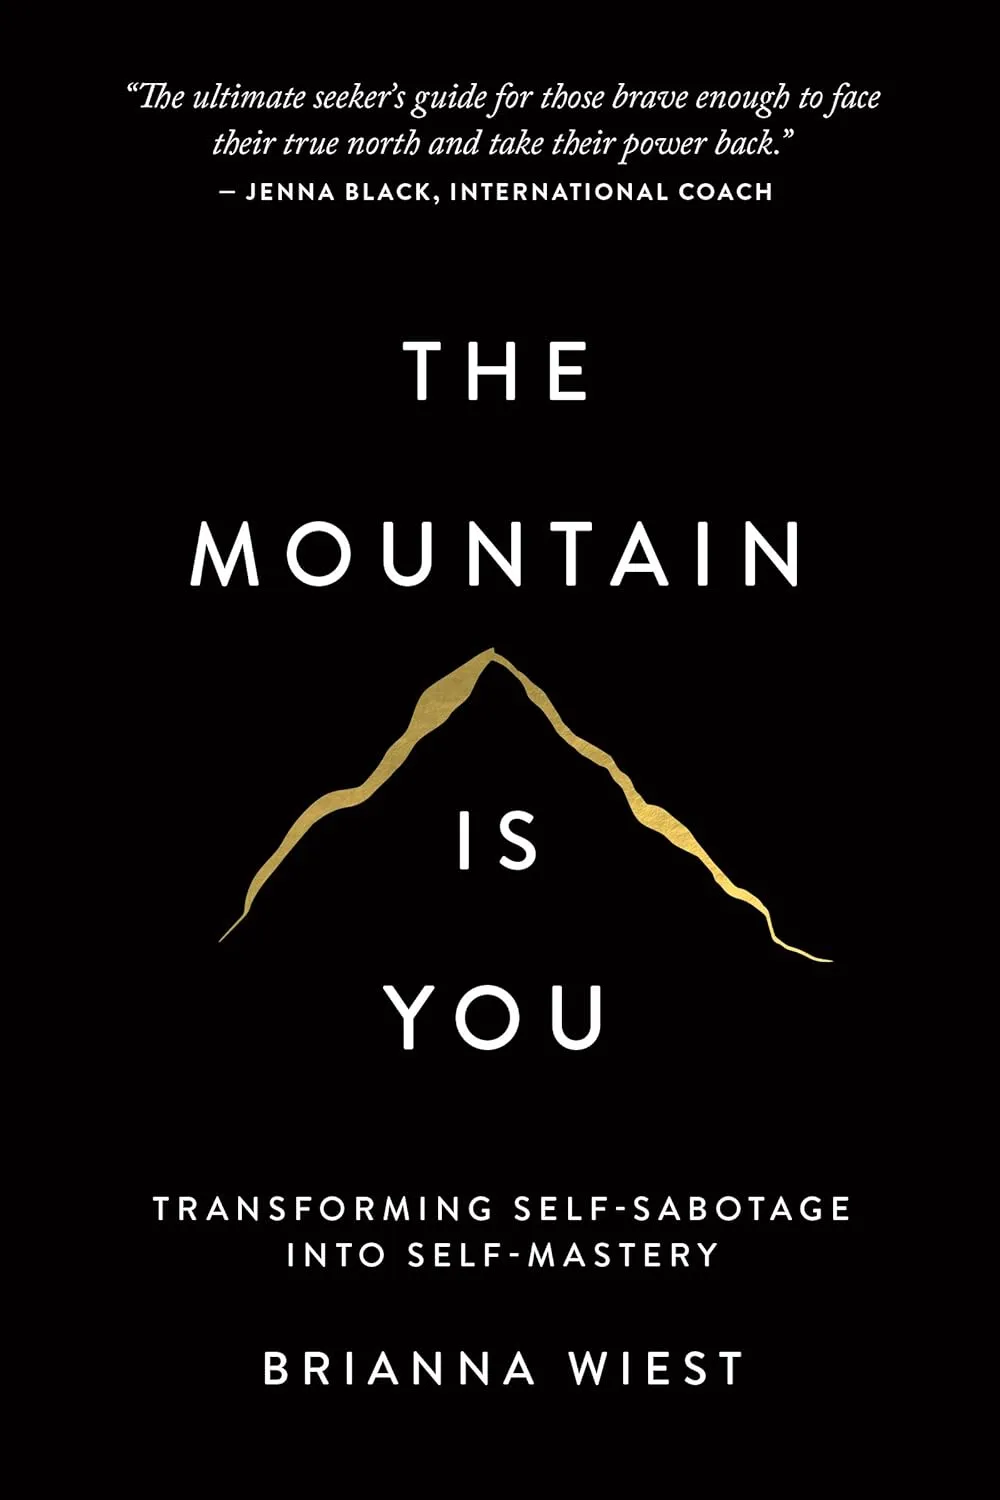 “The ultimate seeker’s guide for those brave enough to face
their true north and take their power back.”
– JENNA BLACK, INTERNATIONAL COACH
THE
MOUNTAIN
IS
YOU
TRANSFORMING SELF-SABOTAGE
INTO SELF-MASTERY
BRIANNA WIEST